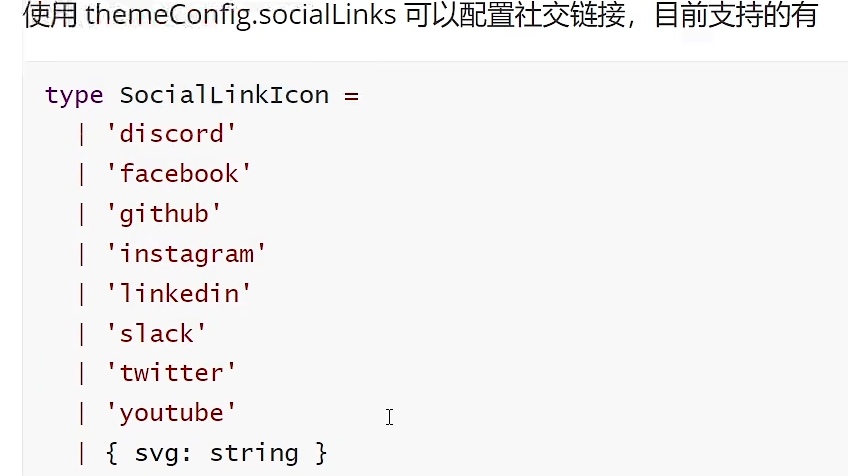 使用 themeConfig.socialLinks 可以配置社交链接，目前支持的有
type SocialLinkIcon =
| 'discord'
| 'facebook'
| 'github'
| 'instagram'
| 'linkedin'
| 'slack'
| 'twitter'
| 'youtube'
| { svg: string }